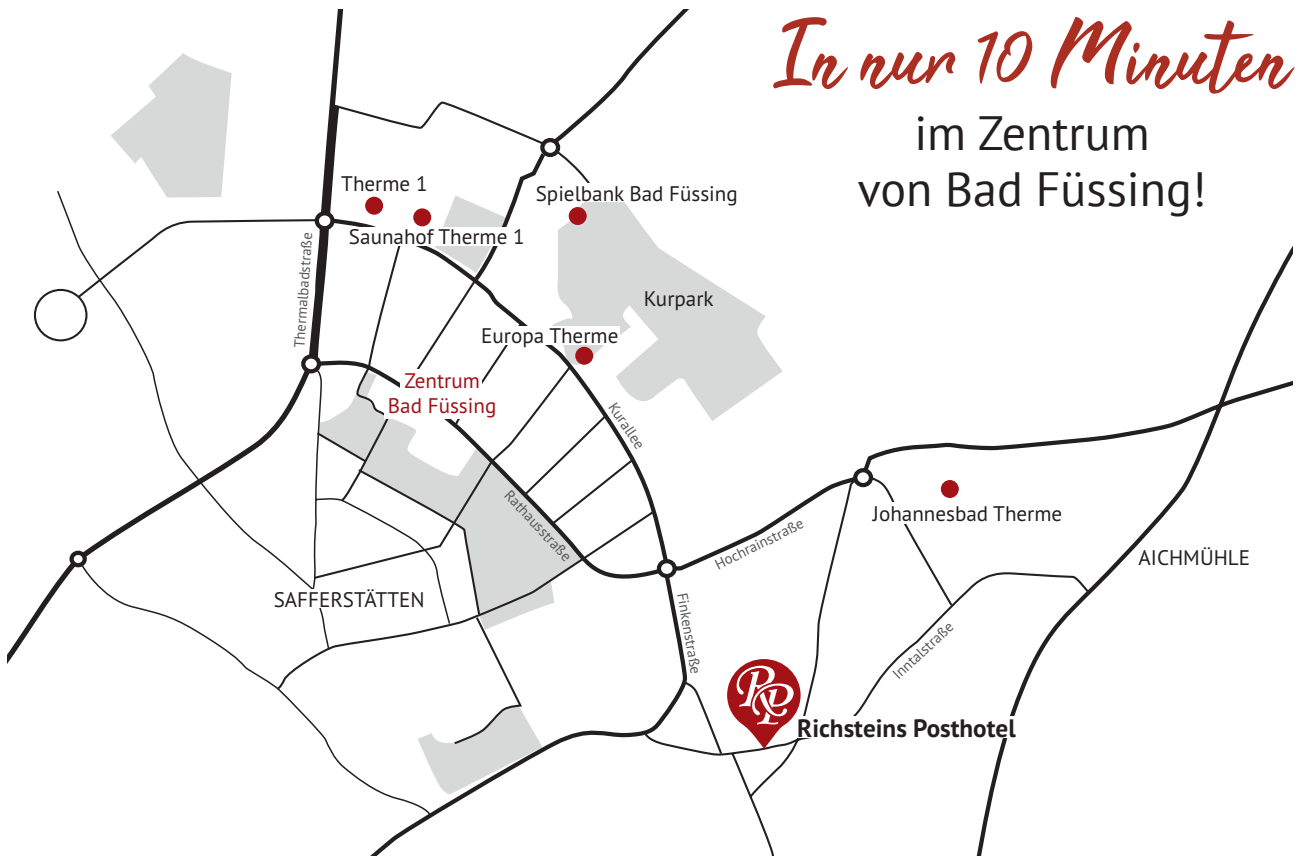 In nur 10 Minuten
im Zentrum
von Bad Füssing!
Therme 1
Spielbank Bad Füssing
Saunahof Therme 1
Thermalbadstraße
Kurpark
Europa Therme
Zentrum
Bad Füssing
Kurallee
Rathausstraße
Johannesbad Therme
Hochrainstraße
AICHMÜHLE
SAFFERSTÄTTEN
Finkenstraße
Inntalstraße
RP
Richsteins Posthotel